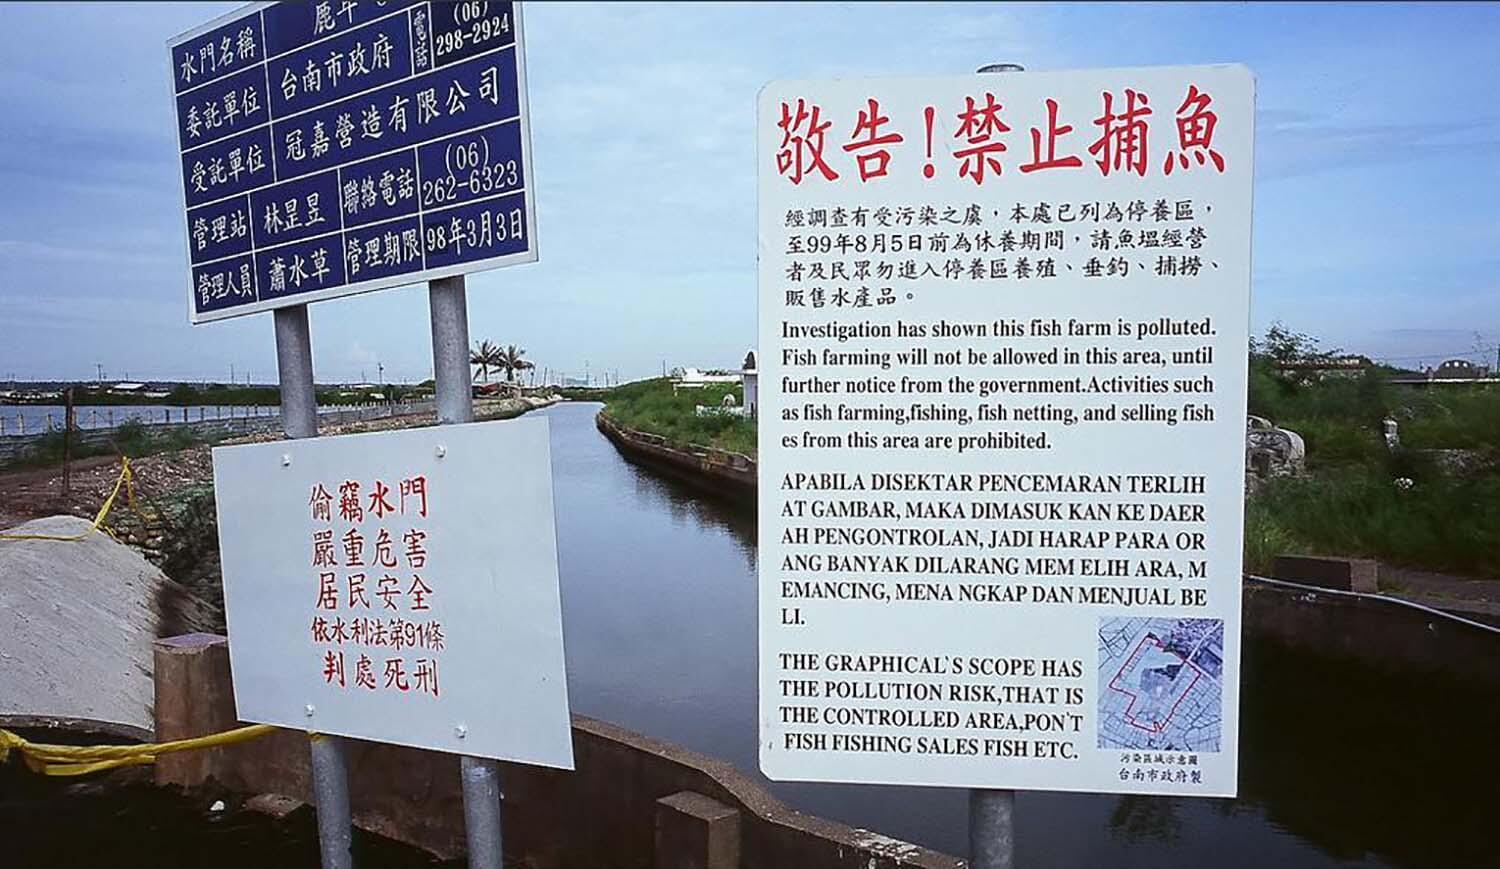 水門名稱
委託單位 台南市政府 電話 (06) 298-2924
受託單位 冠嘉營造有限公司
管理站 林昰昱 聯絡電話 (06) 262-6323
管理人員 蕭水草 管理期限 98年3月3日
偷竊水門
嚴重危害
居民安全
依水利法第91條
判處死刑
敬告!禁止捕魚
經調查有受污染之虞，本處已列為停養區，
至99年8月5日前為休養期間，請魚塭經營
者及民眾勿進入停養區養殖、垂釣、捕撈、
販售水產品。
Investigation has shown this fish farm is polluted.
Fish farming will not be allowed in this area, until
further notice from the government.Activities such
as fish farming,fishing, fish netting, and selling fish
es from this area are prohibited.
APABILA DISEKTAR PENCEMARAN TERLIH
AT GAMBAR, MAKA DIMASUK KAN KE DAER
AH PENGONTROLAN, JADI HARAP PARA OR
ANG BANYAK DILARANG MEM ELIH ARA, M
EMANCING, MENA NGKAP DAN MENJUAL BE
LI.
THE GRAPHICAL`S SCOPE HAS
THE POLLUTION RISK,THAT IS
THE CONTROLLED AREA,PON`T
FISH FISHING SALES FISH ETC.
污染區域示意圖
台南市政府製